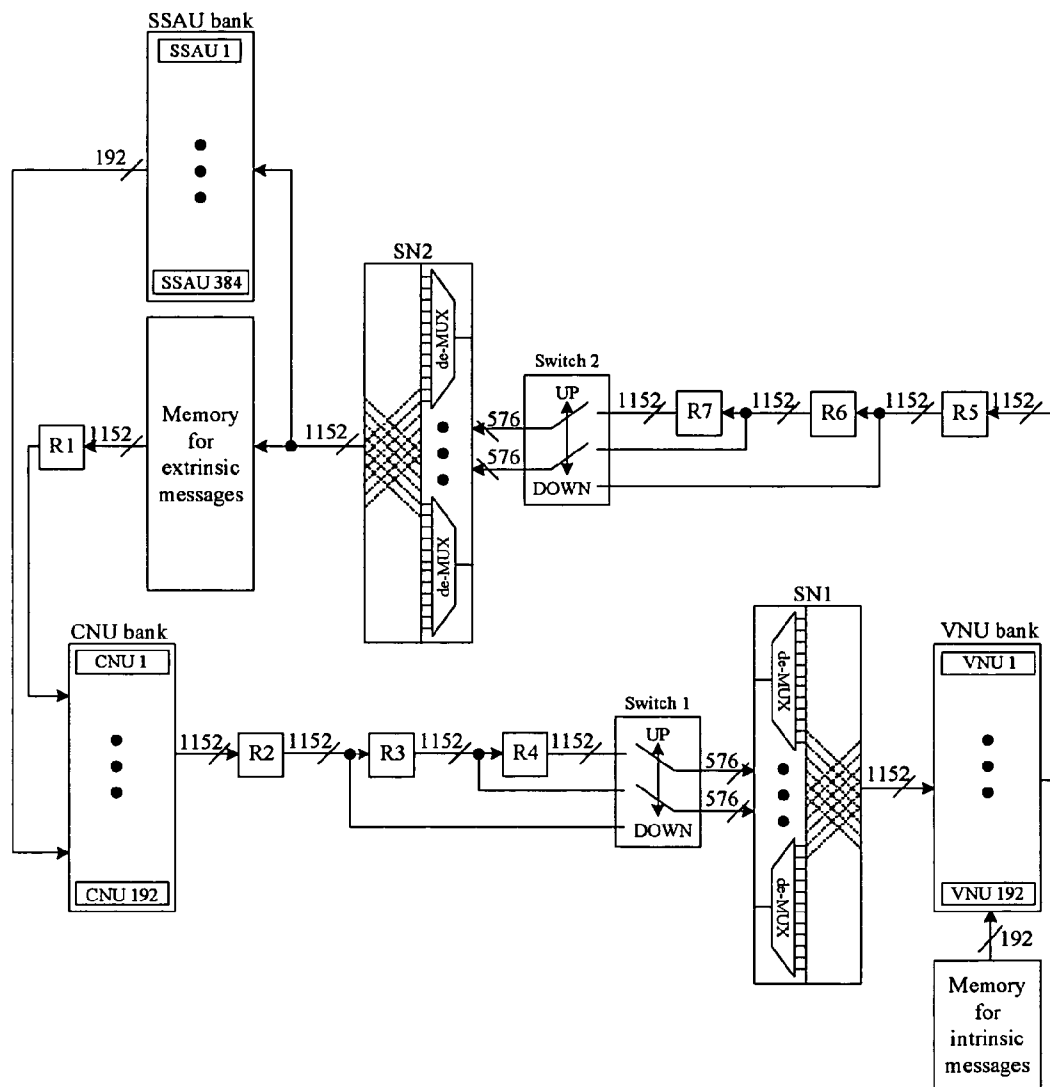 SSAU bank
SSAU 1
192
SSAU 384
SN2
de-MUX
de-MUX
Switch 2
UP
DOWN
576
576
1152
R7
1152
R6
1152
R5
1152
Memory
for
extrinsic
messages
1152
R1
1152
CNU bank
CNU 1
CNU 192
1152
R2
1152
R3
1152
R4
1152
Switch 1
UP
DOWN
576
576
SN1
de-MUX
de-MUX
1152
VNU bank
VNU 1
VNU 192
192
Memory
for
intrinsic
messages